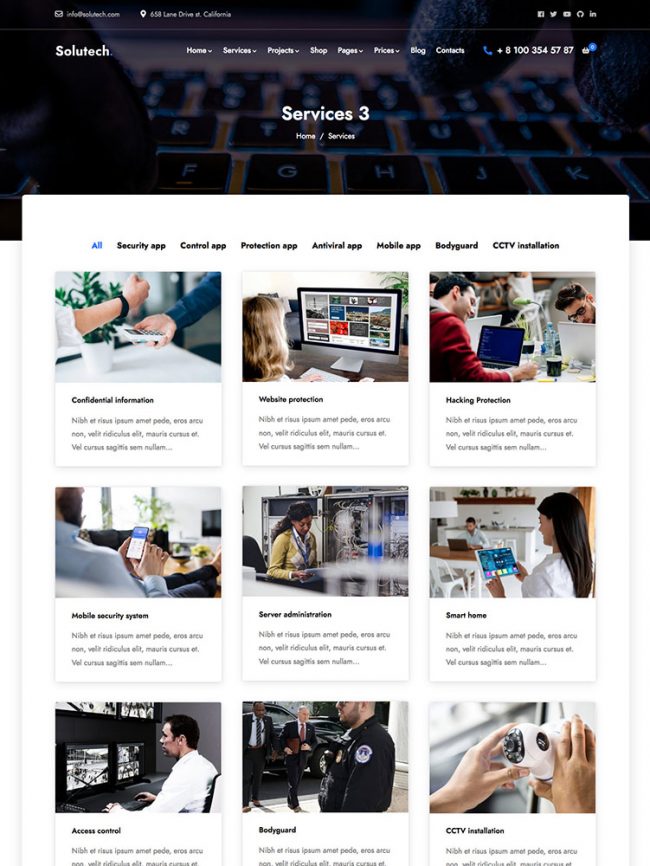 info@solutech.com 658 Lane Drive st. California
Solutech. Home Services Projects Shop Pages Prices Blog Contacts + 8 100 354 57 87 0
Services 3
Home / Services
All Security app Control app Protection app Antiviral app Mobile app Bodyguard CCTV installation
Confidential information
Nibh et risus ipsum amet pede, eros arcu
non, velit ridiculus elit, mauris cursus et.
Vel cursus sagittis sem nullam...
Website protection
Nibh et risus ipsum amet pede, eros arcu
non, velit ridiculus elit, mauris cursus et.
Vel cursus sagittis sem nullam...
Hacking Protection
Nibh et risus ipsum amet pede, eros arcu
non, velit ridiculus elit, mauris cursus et.
Vel cursus sagittis sem nullam...
Mobile security system
Nibh et risus ipsum amet pede, eros arcu
non, velit ridiculus elit, mauris cursus et.
Vel cursus sagittis sem nullam...
Server administration
Nibh et risus ipsum amet pede, eros arcu
non, velit ridiculus elit, mauris cursus et.
Vel cursus sagittis sem nullam...
Smart home
Nibh et risus ipsum amet pede, eros arcu
non, velit ridiculus elit, mauris cursus et.
Vel cursus sagittis sem nullam...
Access control
Nibh et risus ipsum amet pede, eros arcu
Bodyguard
Nibh et risus ipsum amet pede, eros arcu
non, velit ridiculus elit, mauris cursus et.
CCTV installation
Nibh et risus ipsum amet pede, eros arcu